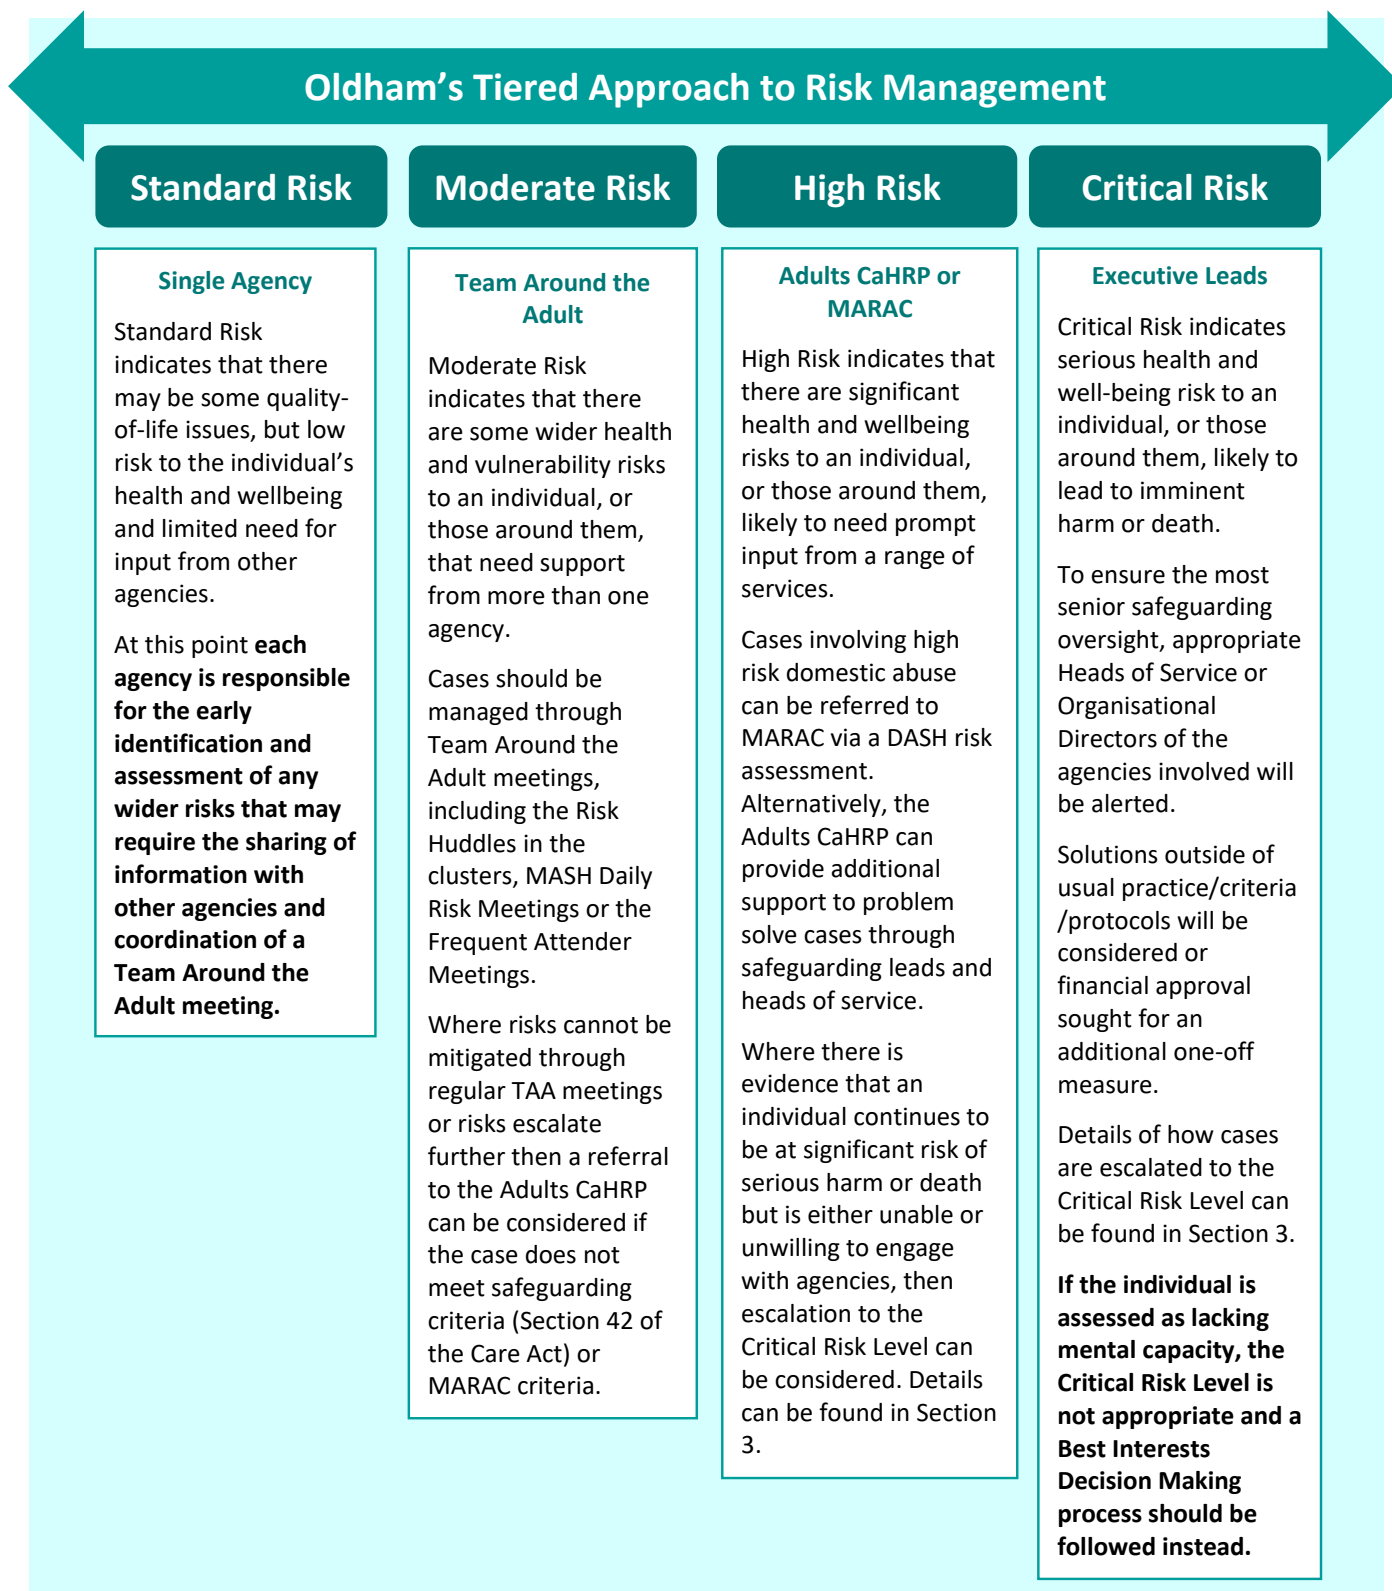 Oldham’s Tiered Approach to Risk Management
Standard Risk
Single Agency
Standard Risk
indicates that there
may be some quality-
of-life issues, but low
risk to the individual’s
health and wellbeing
and limited need for
input from other
agencies.
At this point each
agency is responsible
for the early
identification and
assessment of any
wider risks that may
require the sharing of
information with
other agencies and
coordination of a
Team Around the
Adult meeting.
Moderate Risk
Team Around the
Adult
Moderate Risk
indicates that there
are some wider health
and vulnerability risks
to an individual, or
those around them,
that need support
from more than one
agency.
Cases should be
managed through
Team Around the
Adult meetings,
including the Risk
Huddles in the
clusters, MASH Daily
Risk Meetings or the
Frequent Attender
Meetings.
Where risks cannot be
mitigated through
regular TAA meetings
or risks escalate
further then a referral
to the Adults CaHRP
can be considered if
the case does not
meet safeguarding
criteria (Section 42 of
the Care Act) or
MARAC criteria.
High Risk
Adults CaHRP or
MARAC
High Risk indicates that
there are significant
health and wellbeing
risks to an individual,
or those around them,
likely to need prompt
input from a range of
services.
Cases involving high
risk domestic abuse
can be referred to
MARAC via a DASH risk
assessment.
Alternatively, the
Adults CaHRP can
provide additional
support to problem
solve cases through
safeguarding leads and
heads of service.
Where there is
evidence that an
individual continues to
be at significant risk of
serious harm or death
but is either unable or
unwilling to engage
with agencies, then
escalation to the
Critical Risk Level can
be considered. Details
can be found in Section
3.
Critical Risk
Executive Leads
Critical Risk indicates
serious health and
well-being risk to an
individual, or those
around them, likely to
lead to imminent
harm or death.
To ensure the most
senior safeguarding
oversight, appropriate
Heads of Service or
Organisational
Directors of the
agencies involved will
be alerted.
Solutions outside of
usual practice/criteria
/protocols will be
considered or
financial approval
sought for an
additional one-off
measure.
Details of how cases
are escalated to the
Critical Risk Level can
be found in Section 3.
If the individual is
assessed as lacking
mental capacity, the
Critical Risk Level is
not appropriate and a
Best Interests
Decision Making
process should be
followed instead.